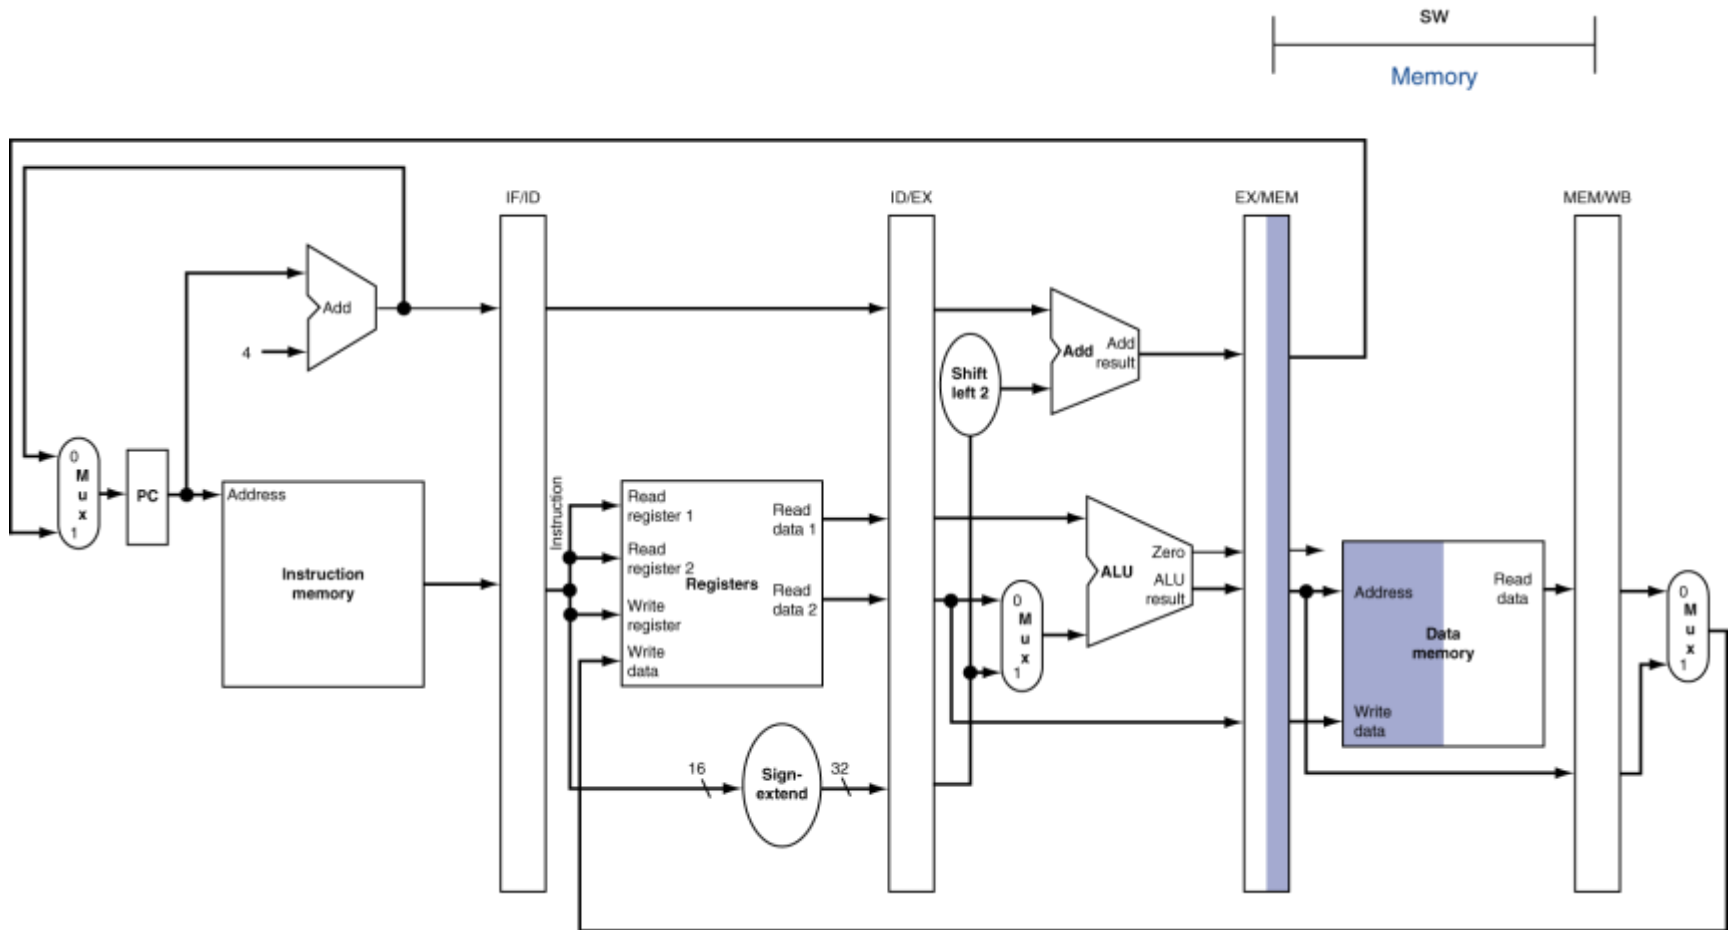 SW
Memory
IF/ID
ID/EX
EX/MEM
MEM/WB
Add
4
Add
Add
result
Shift
left 2
0
M
u
x
1
PC
Address
Instruction
memory
Instruction
Read
register 1
Read
register 2
Write
register
Write
data
Registers
Read
data 1
Read
data 2
16
Sign-
extend
32
0
M
u
x
1
ALU
Zero
ALU
result
Address
Read
data
Data
memory
Write
data
0
M
u
x
1